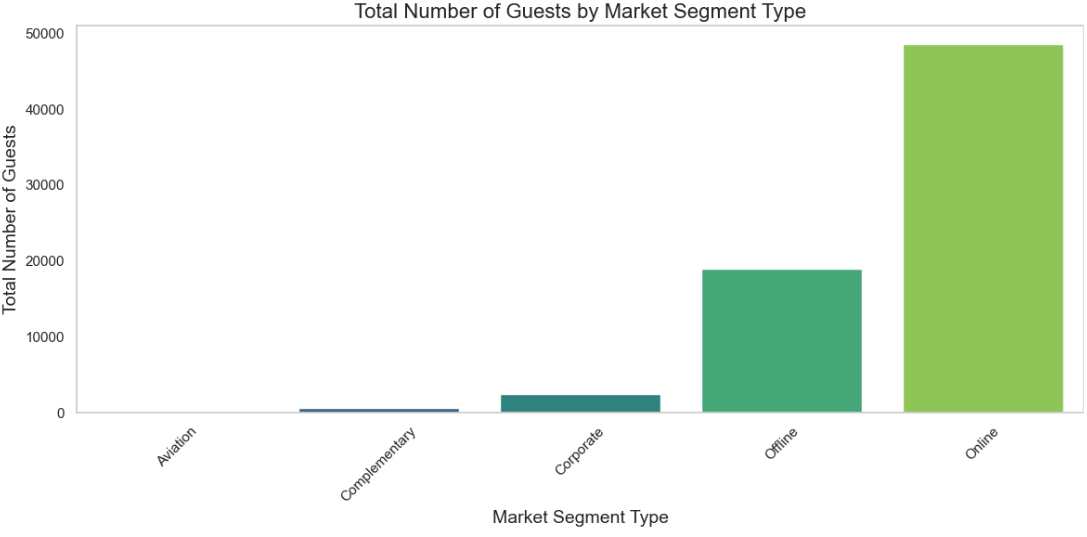 Total Number of Guests by Market Segment Type
Total Number of Guests
50000
40000
30000
20000
10000
0
Aviation
Complementary
Corporate
Offline
Online
Market Segment Type